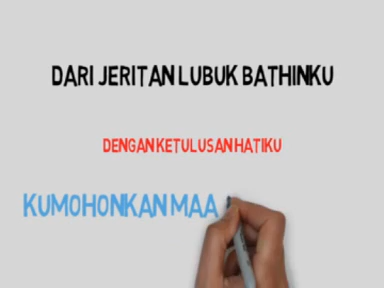 DARI JERITAN LUBUK BATHINKU
DENGAN KETULUSAN HATIKU
KUMOHONKAN MAA